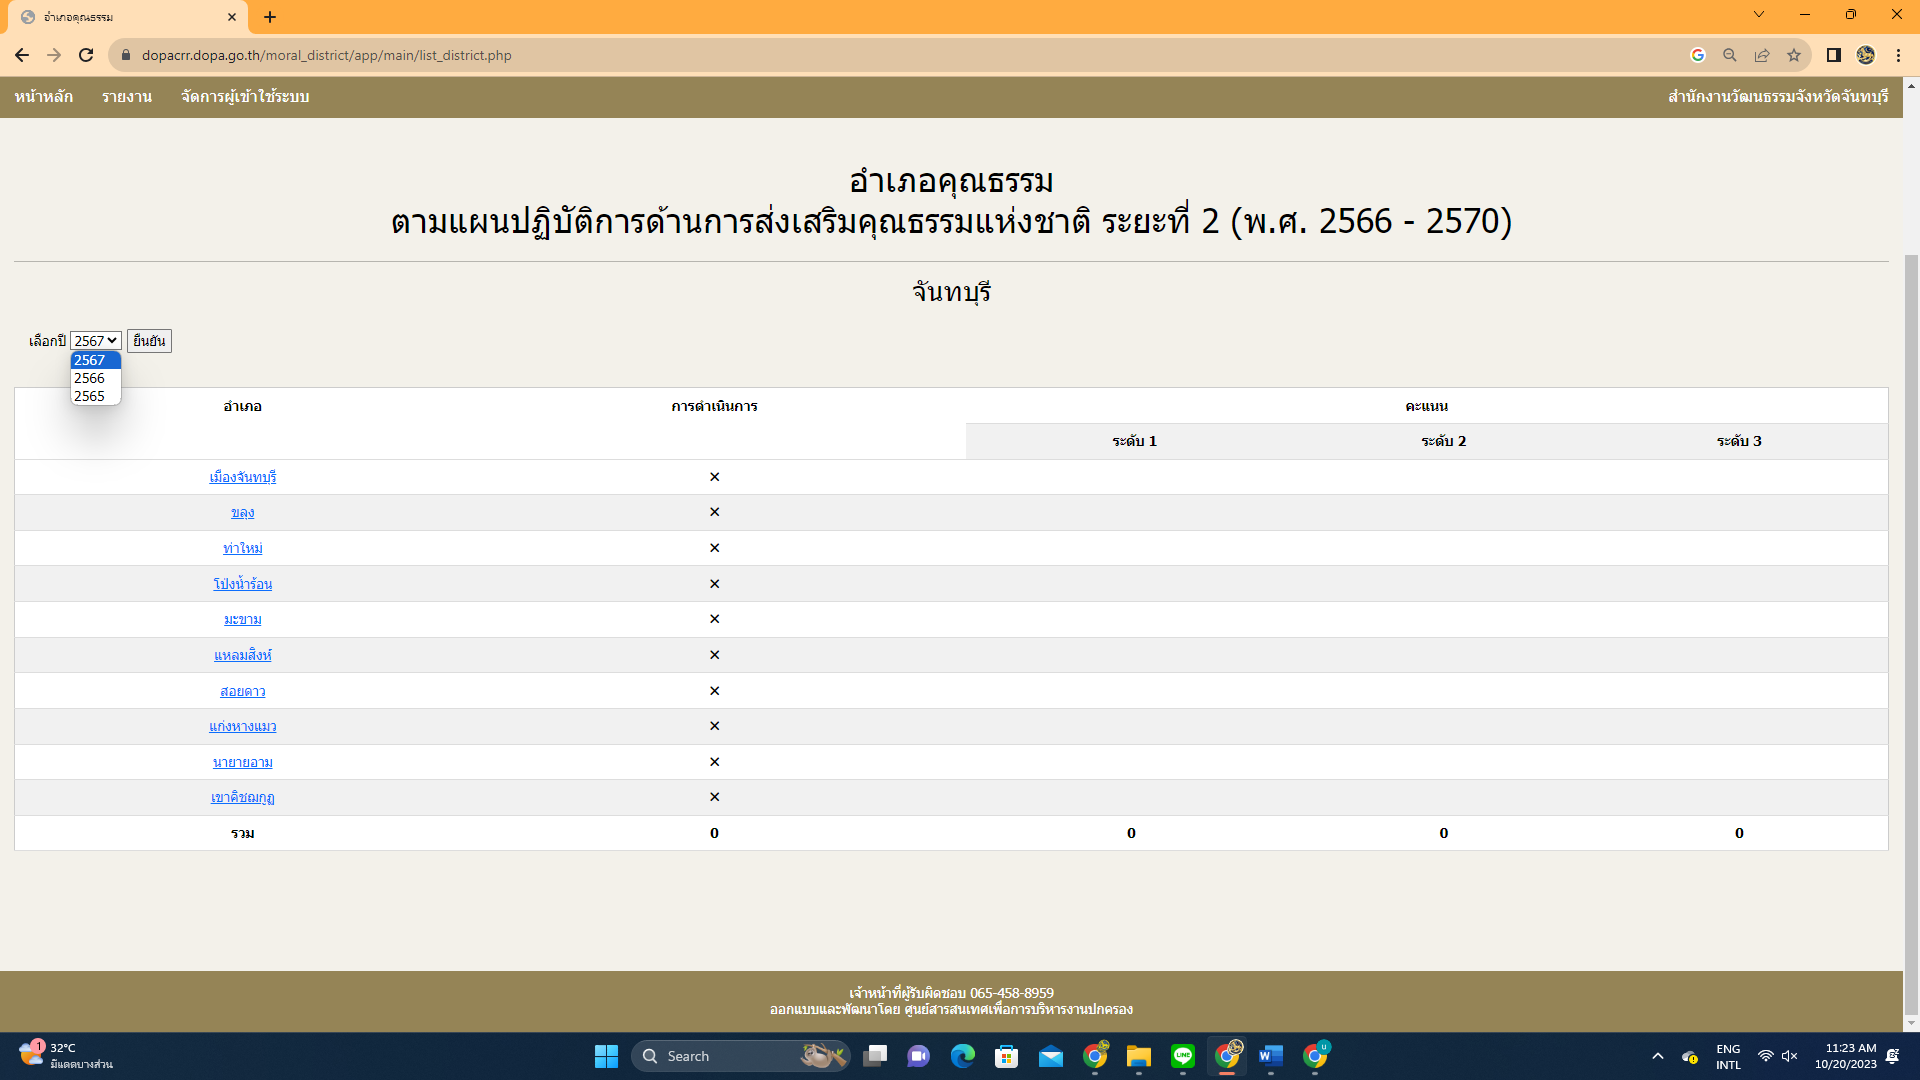 อำเภอคุณธรรม
dopacrr.dopa.go.th/moral_district/app/main/list_district.php
หน้าหลัก รายงาน จัดการผู้เข้าใช้ระบบ สำนักงานวัฒนธรรมจังหวัดจันทบุรี
อำเภอคุณธรรม
ตามแผนปฏิบัติการด้านการส่งเสริมคุณธรรมแห่งชาติ ระยะที่ 2 (พ.ศ. 2566 - 2570)
จันทบุรี
เลือกปี 2567 ยืนยัน
2567
2566
2565
อำเภอ การดำเนินการ คะแนน
ระดับ 1 ระดับ 2 ระดับ 3
เมืองจันทบุรี ✕
ขลุง ✕
ท่าใหม่ ✕
โป่งน้ำร้อน ✕
มะขาม ✕
แหลมสิงห์ ✕
สอยดาว ✕
แก่งหางแมว ✕
นายายอาม ✕
เขาคิชฌกูฏ ✕
รวม 0 0 0 0
เจ้าหน้าที่ผู้รับผิดชอบ 065-458-8959
ออกแบบและพัฒนาโดย ศูนย์สารสนเทศเพื่อการบริหารงานปกครอง
1 32°C
มีแดดบางส่วน
Search
LINE
W
u
ENG
INTL
11:23 AM
10/20/2023